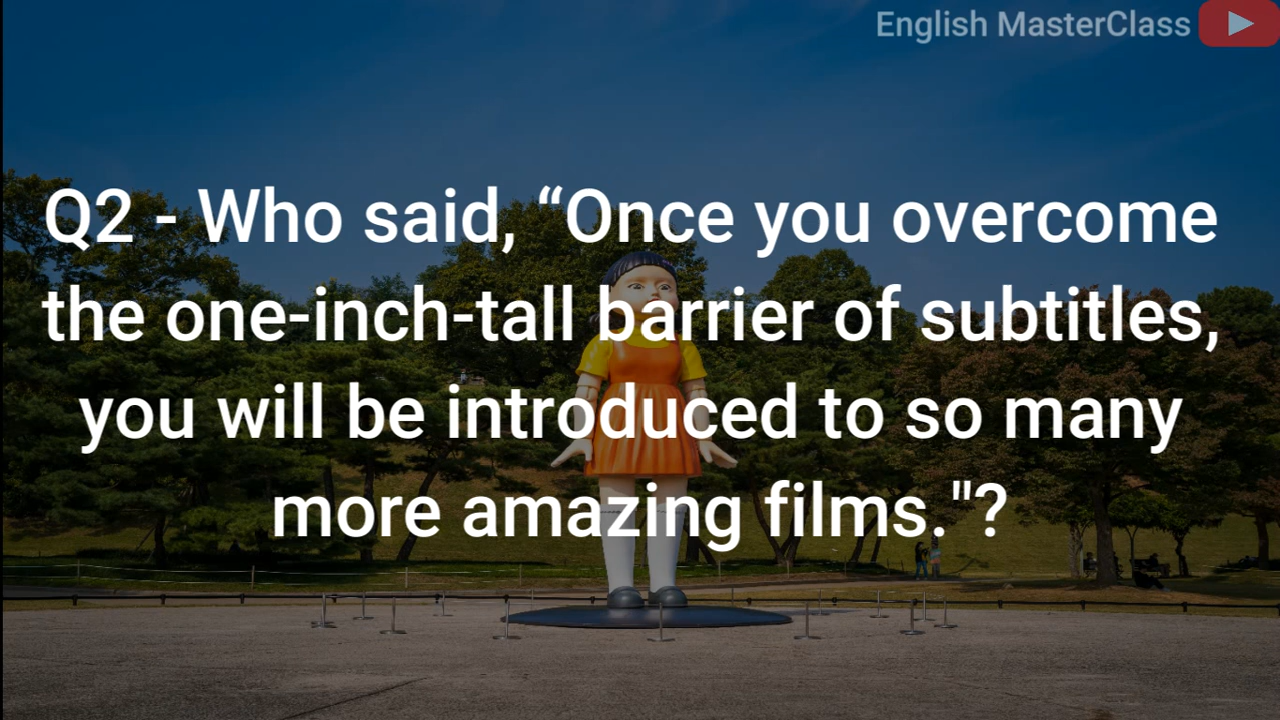 English MasterClass
Q2 - Who said, “Once you overcome
the one-inch-tall barrier of subtitles,
you will be introduced to so many
more amazing films."?